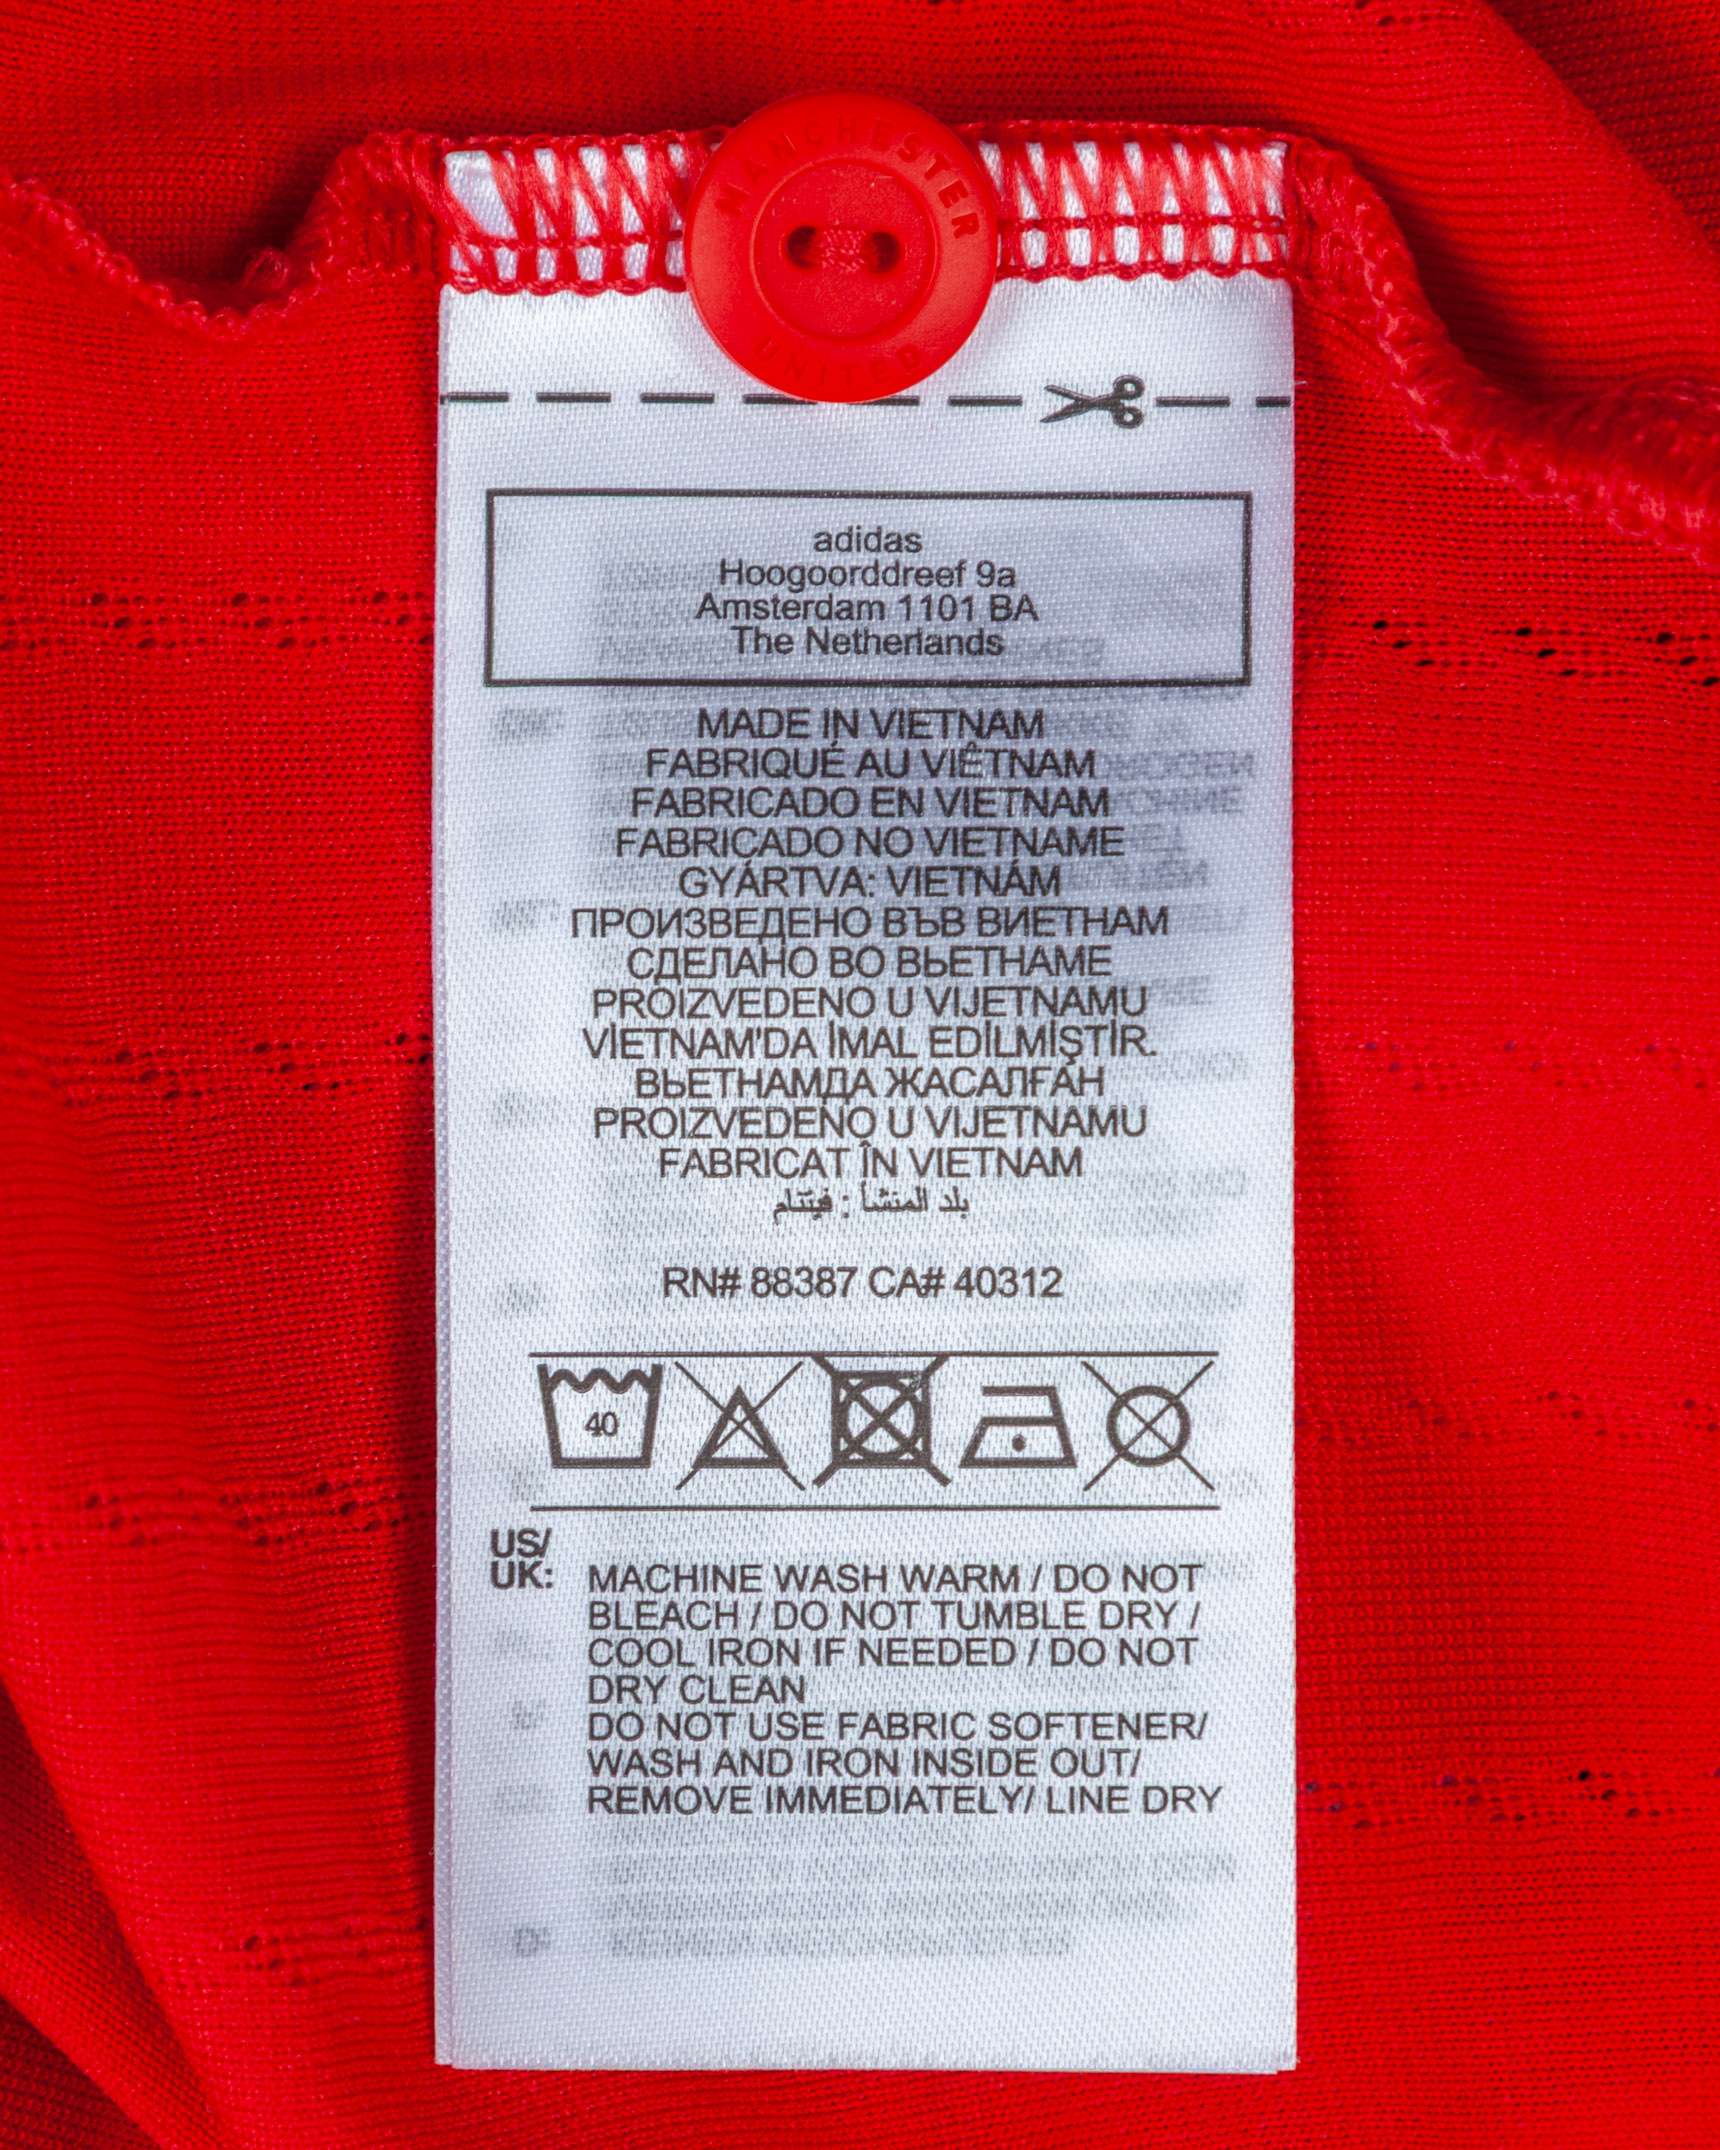 MANCHESTER
UNITED
adidas
Hoogoorddreef 9a
Amsterdam 1101 BA
The Netherlands
MADE IN VIETNAM
FABRIQUÉ AU VIÊTNAM
FABRICADO EN VIETNAM
FABRICADO NO VIETNAME
GYÁRTVA: VIETNÁM
ПРОИЗВЕДЕНО ВЪВ ВИЕТНАМ
СДЕЛАНО ВО ВЬЕТНАМЕ
PROIZVEDENO U VIJETNAMU
VİETNAM'DA İMAL EDİLMİŞTİR.
ВЬЕТНАМДА ЖАСАЛҒАН
PROIZVEDENO U VIJETNAMU
FABRICAT ÎN VIETNAM
بلد المنشأ : فيتنام
RN# 88387 CA# 40312
40
US/
UK:
MACHINE WASH WARM / DO NOT
BLEACH / DO NOT TUMBLE DRY /
COOL IRON IF NEEDED / DO NOT
DRY CLEAN
DO NOT USE FABRIC SOFTENER/
WASH AND IRON INSIDE OUT/
REMOVE IMMEDIATELY/ LINE DRY